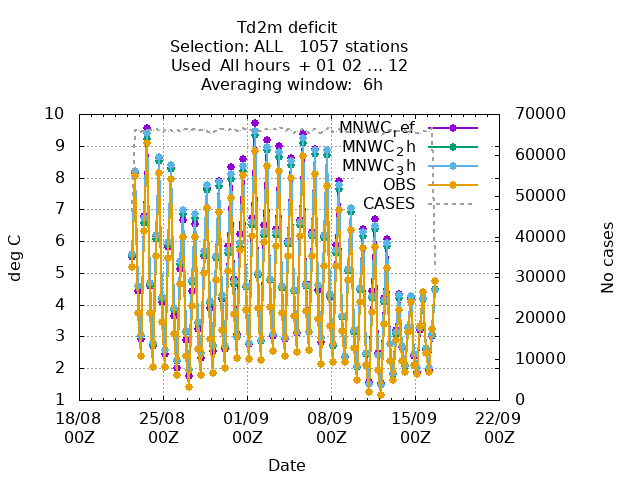 Td2m deficit
Selection: ALL   1057 stations
Used  All hours  + 01 02 ... 12
Averaging window:  6h
10
9
8
7
6
5
4
3
2
1
deg C
70000
60000
50000
40000
30000
20000
10000
0
No cases
MNWC_ref
MNWC_2h
MNWC_3h
OBS
CASES
18/08 00Z
25/08 00Z
01/09 00Z
08/09 00Z
15/09 00Z
22/09 00Z
Date